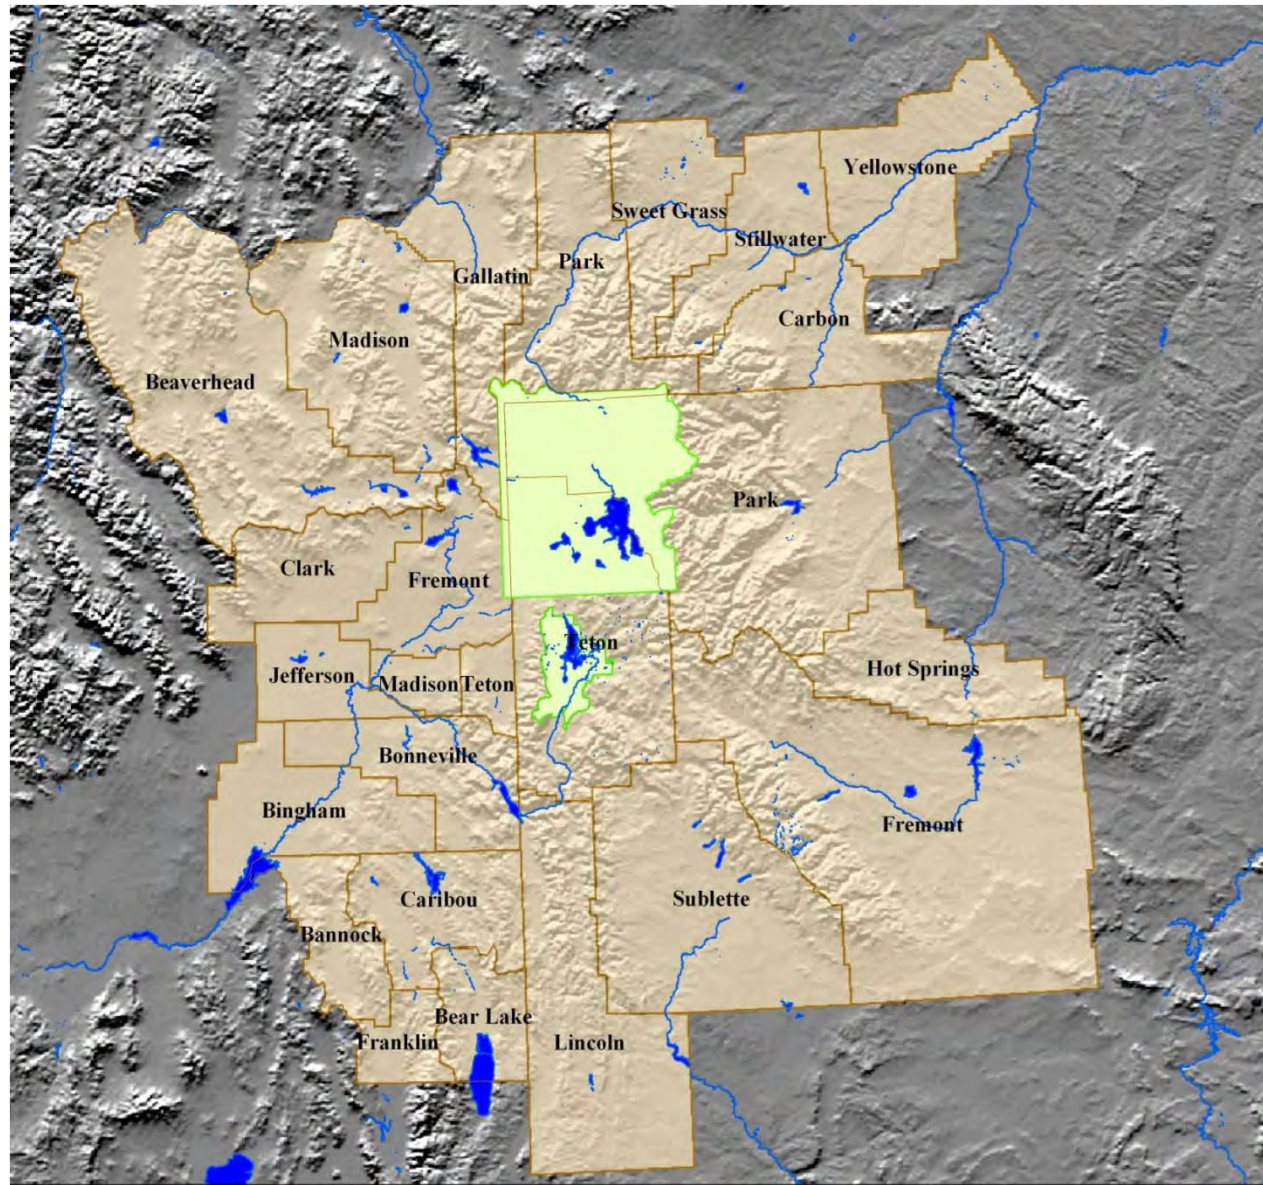 Yellowstone
Sweet Grass
Stillwater
Park
Gallatin
Carbon
Madison
Beaverhead
Park
Clark
Fremont
Teton
Hot Springs
Jefferson
Madison
Teton
Bonneville
Bingham
Fremont
Caribou
Sublette
Bannock
Bear Lake
Franklin
Lincoln